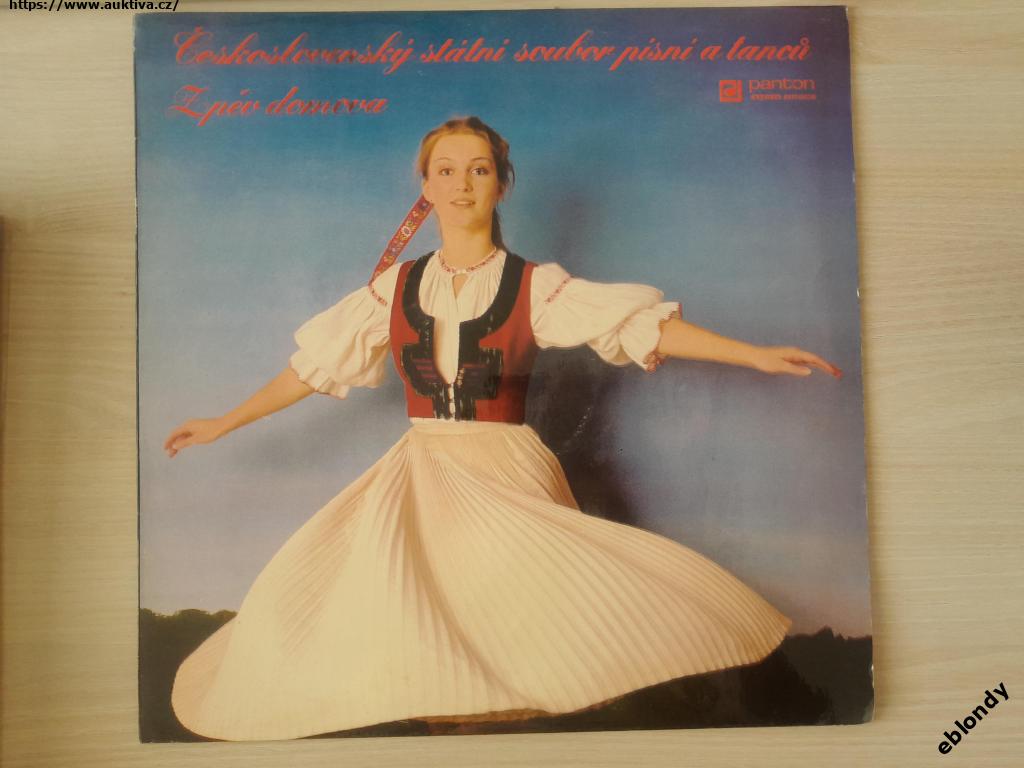 https://www.auktiva.cz/
Československý státní soubor písní a tanců
Zpěv domova
panton
eblondy